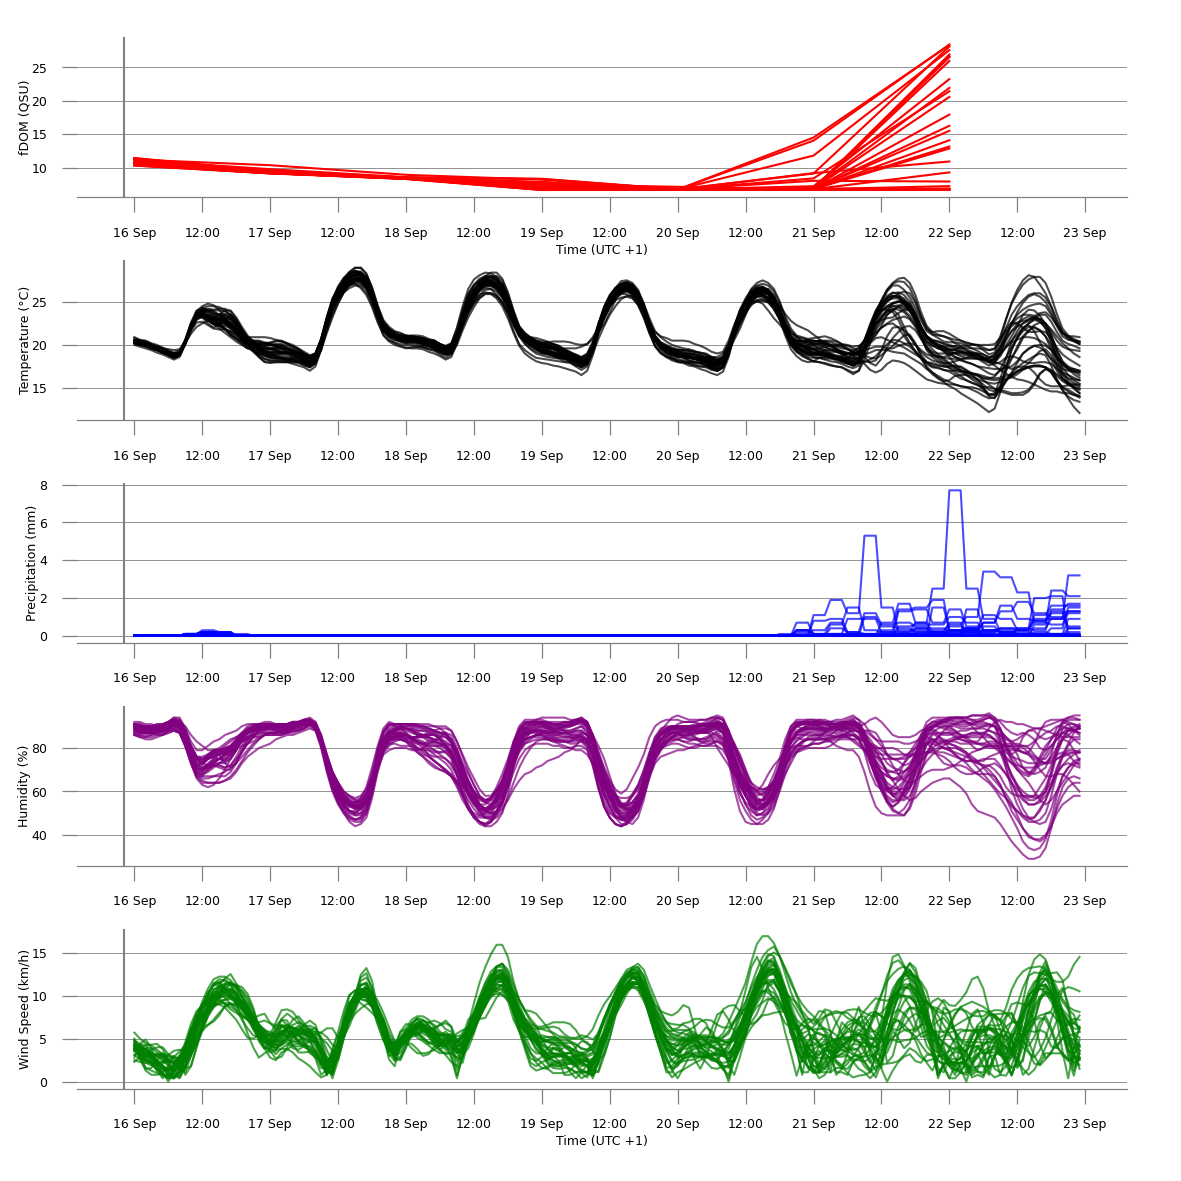 fDOM (QSU)
25
20
15
10
16 Sep 12:00 17 Sep 12:00 18 Sep 12:00 19 Sep 12:00 20 Sep 12:00 21 Sep 12:00 22 Sep 12:00 23 Sep
Time (UTC +1)
Temperature (°C)
25
20
15
16 Sep 12:00 17 Sep 12:00 18 Sep 12:00 19 Sep 12:00 20 Sep 12:00 21 Sep 12:00 22 Sep 12:00 23 Sep
Precipitation (mm)
8
6
4
2
0
16 Sep 12:00 17 Sep 12:00 18 Sep 12:00 19 Sep 12:00 20 Sep 12:00 21 Sep 12:00 22 Sep 12:00 23 Sep
Humidity (%)
80
60
40
16 Sep 12:00 17 Sep 12:00 18 Sep 12:00 19 Sep 12:00 20 Sep 12:00 21 Sep 12:00 22 Sep 12:00 23 Sep
Wind Speed (km/h)
15
10
5
0
16 Sep 12:00 17 Sep 12:00 18 Sep 12:00 19 Sep 12:00 20 Sep 12:00 21 Sep 12:00 22 Sep 12:00 23 Sep
Time (UTC +1)